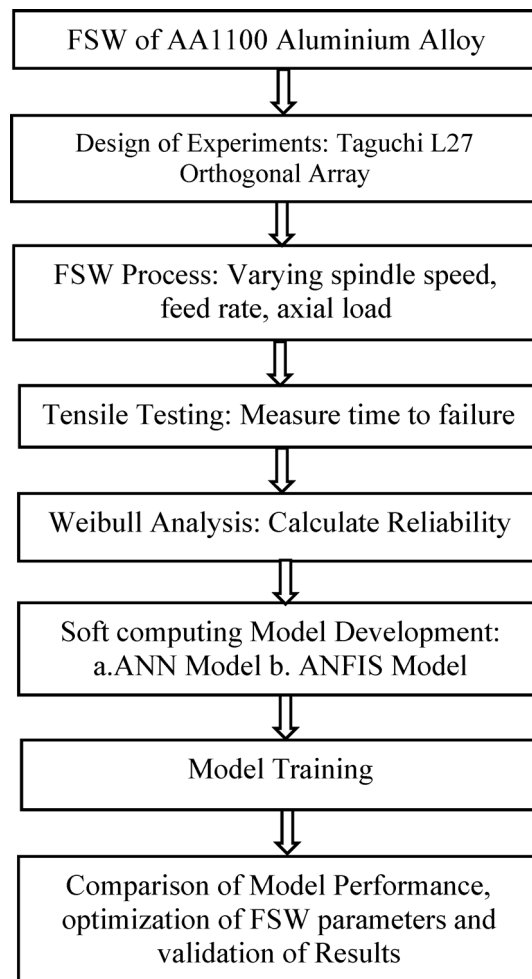 FSW of AA1100 Aluminium Alloy
Design of Experiments: Taguchi L27
Orthogonal Array
FSW Process: Varying spindle speed,
feed rate, axial load
Tensile Testing: Measure time to failure
Weibull Analysis: Calculate Reliability
Soft computing Model Development:
a.ANN Model b. ANFIS Model
Model Training
Comparison of Model Performance,
optimization of FSW parameters and
validation of Results